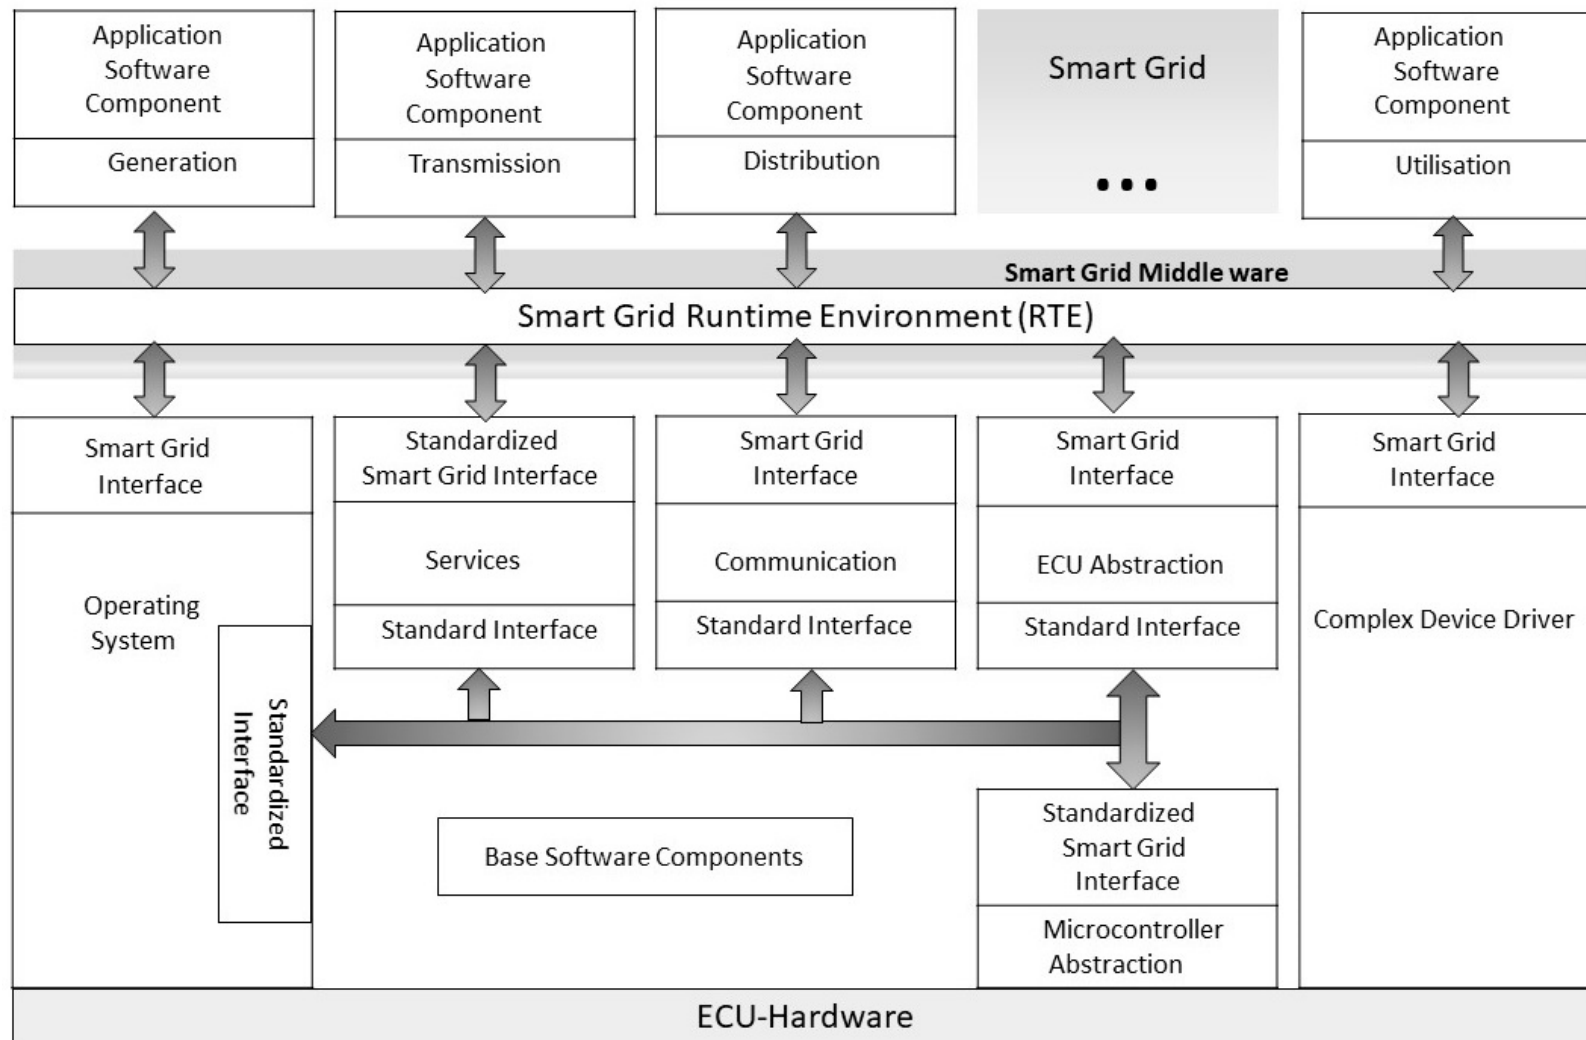 Application
Software
Component
Generation
Application
Software
Component
Transmission
Application
Software
Component
Distribution
Smart Grid
...
Application
Software
Component
Utilisation
Smart Grid Middle ware
Smart Grid Runtime Environment (RTE)
Smart Grid
Interface
Operating
System
Standardized
Interface
Standardized
Smart Grid Interface
Services
Standard Interface
Smart Grid
Interface
Communication
Standard Interface
Smart Grid
Interface
ECU Abstraction
Standard Interface
Smart Grid
Interface
Complex Device Driver
Base Software Components
Standardized
Smart Grid
Interface
Microcontroller
Abstraction
ECU-Hardware